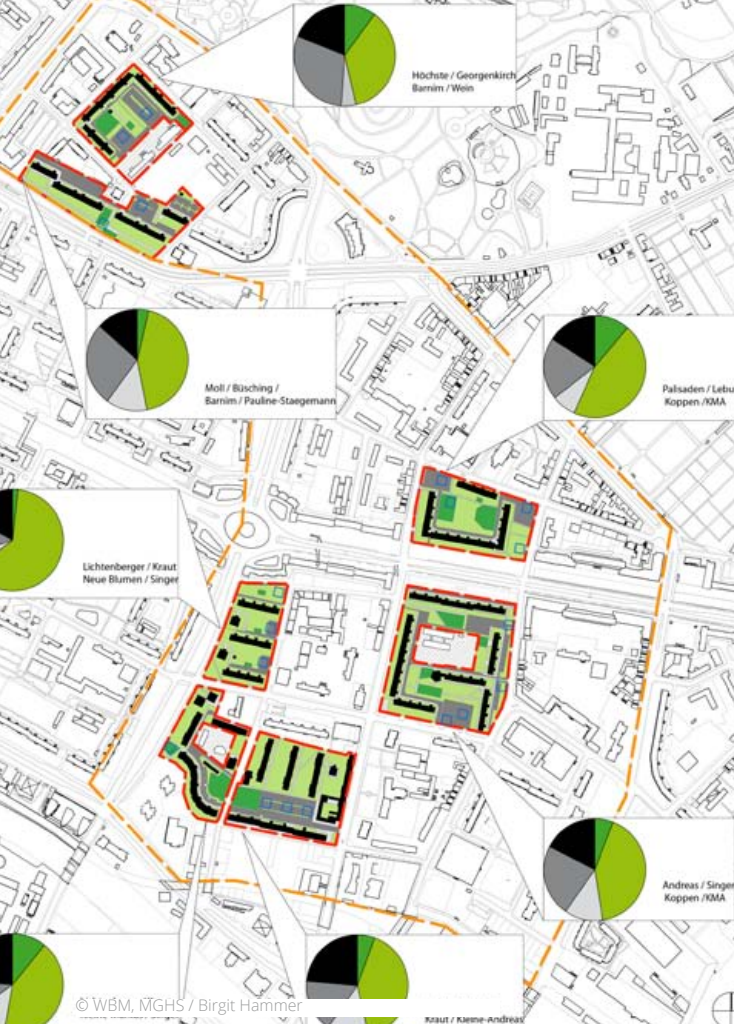 Höchste / Georgenkirch
Barnim / Wein
Moll / Büsching /
Barnim / Pauline-Staegemann
Palisaden / Lebu
Koppen /KMA
Lichtenberger / Kraut
Neue Blumen / Singer
Andreas / Singer
Koppen /KMA
© WBM, MGHS / Birgit Hammer
Kraut / Kleine-Andreas